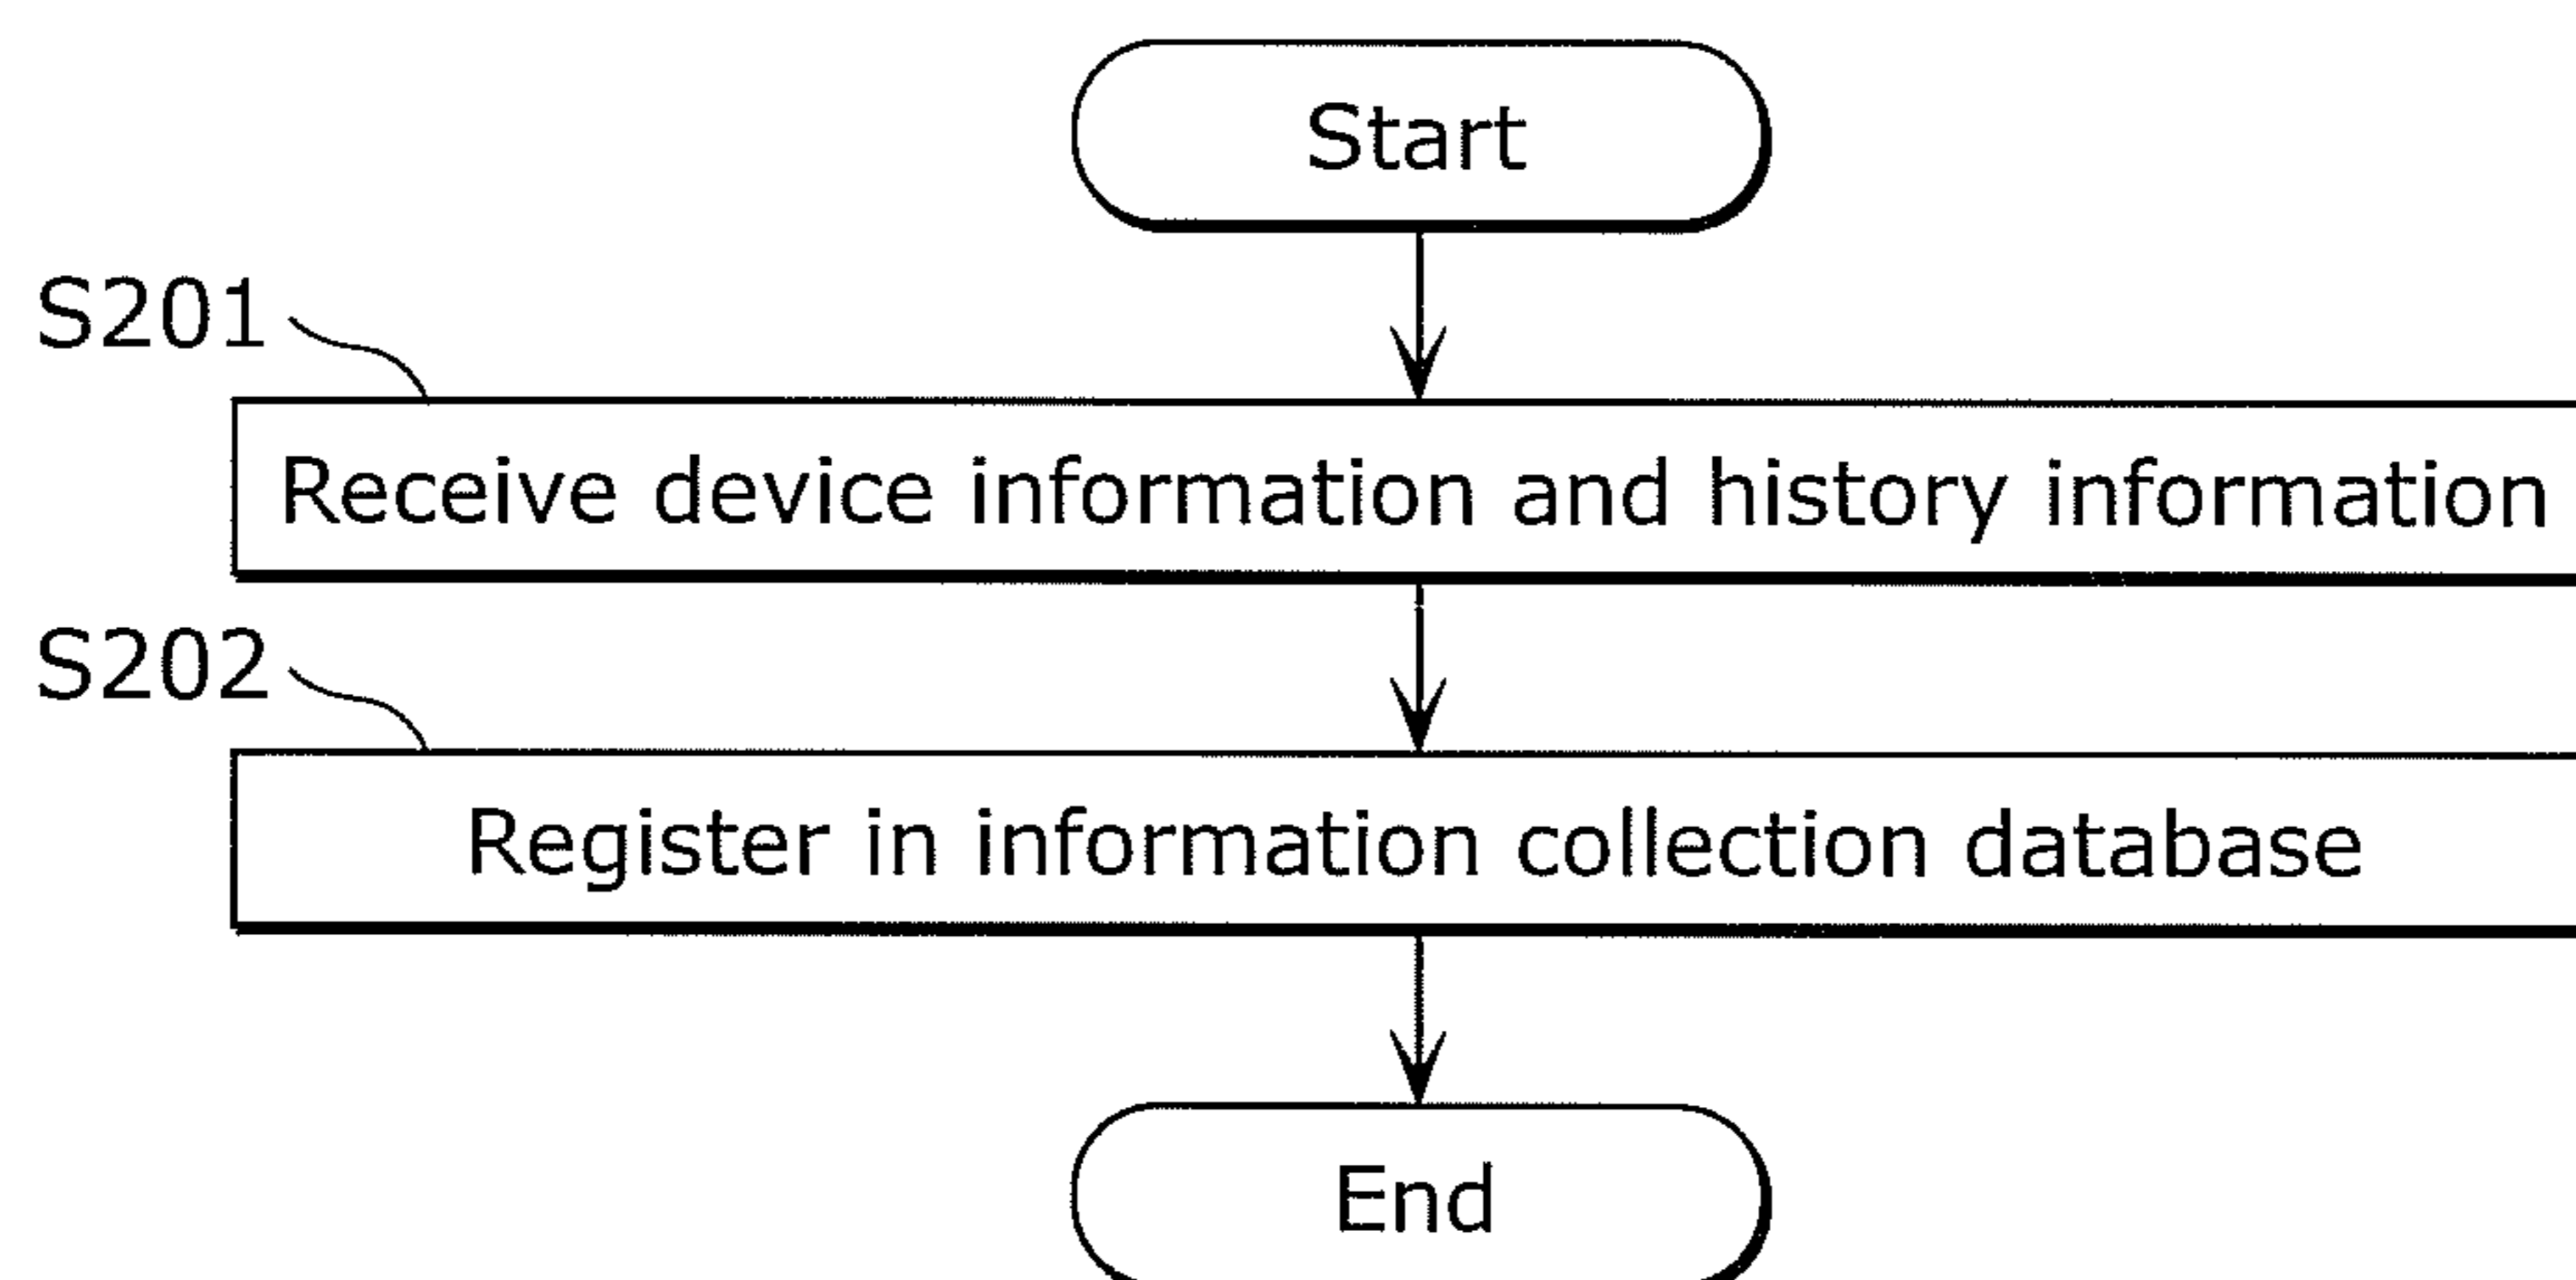 Start
S201
Receive device information and history information
S202
Register in information collection database
End